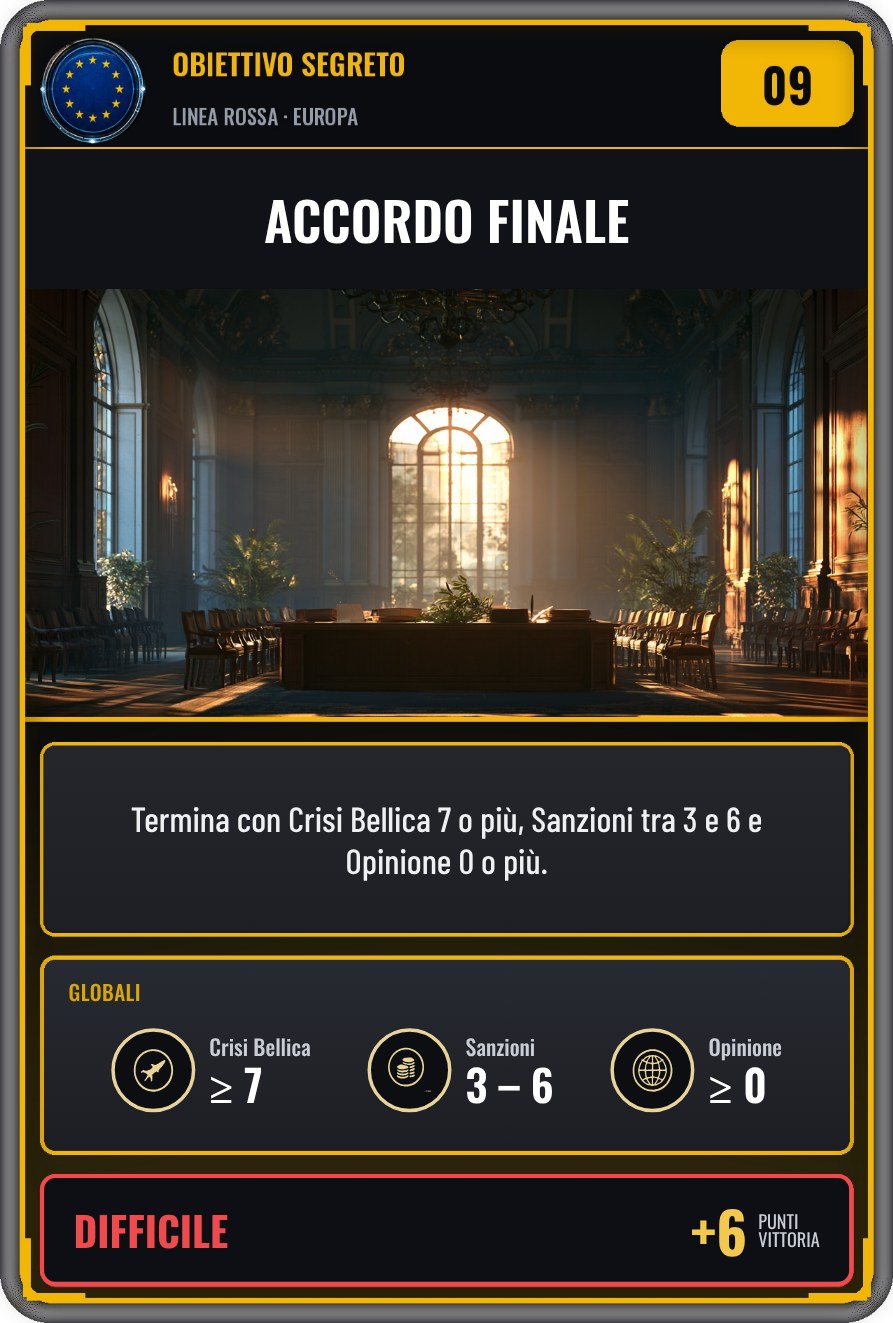 OBIETTIVO SEGRETO
LINEA ROSSA · EUROPA
09
ACCORDO FINALE
Termina con Crisi Bellica 7 o più, Sanzioni tra 3 e 6 e
Opinione 0 o più.
GLOBALI
Crisi Bellica
≥ 7
Sanzioni
3 – 6
Opinione
≥ 0
DIFFICILE
+6
PUNTI
VITTORIA